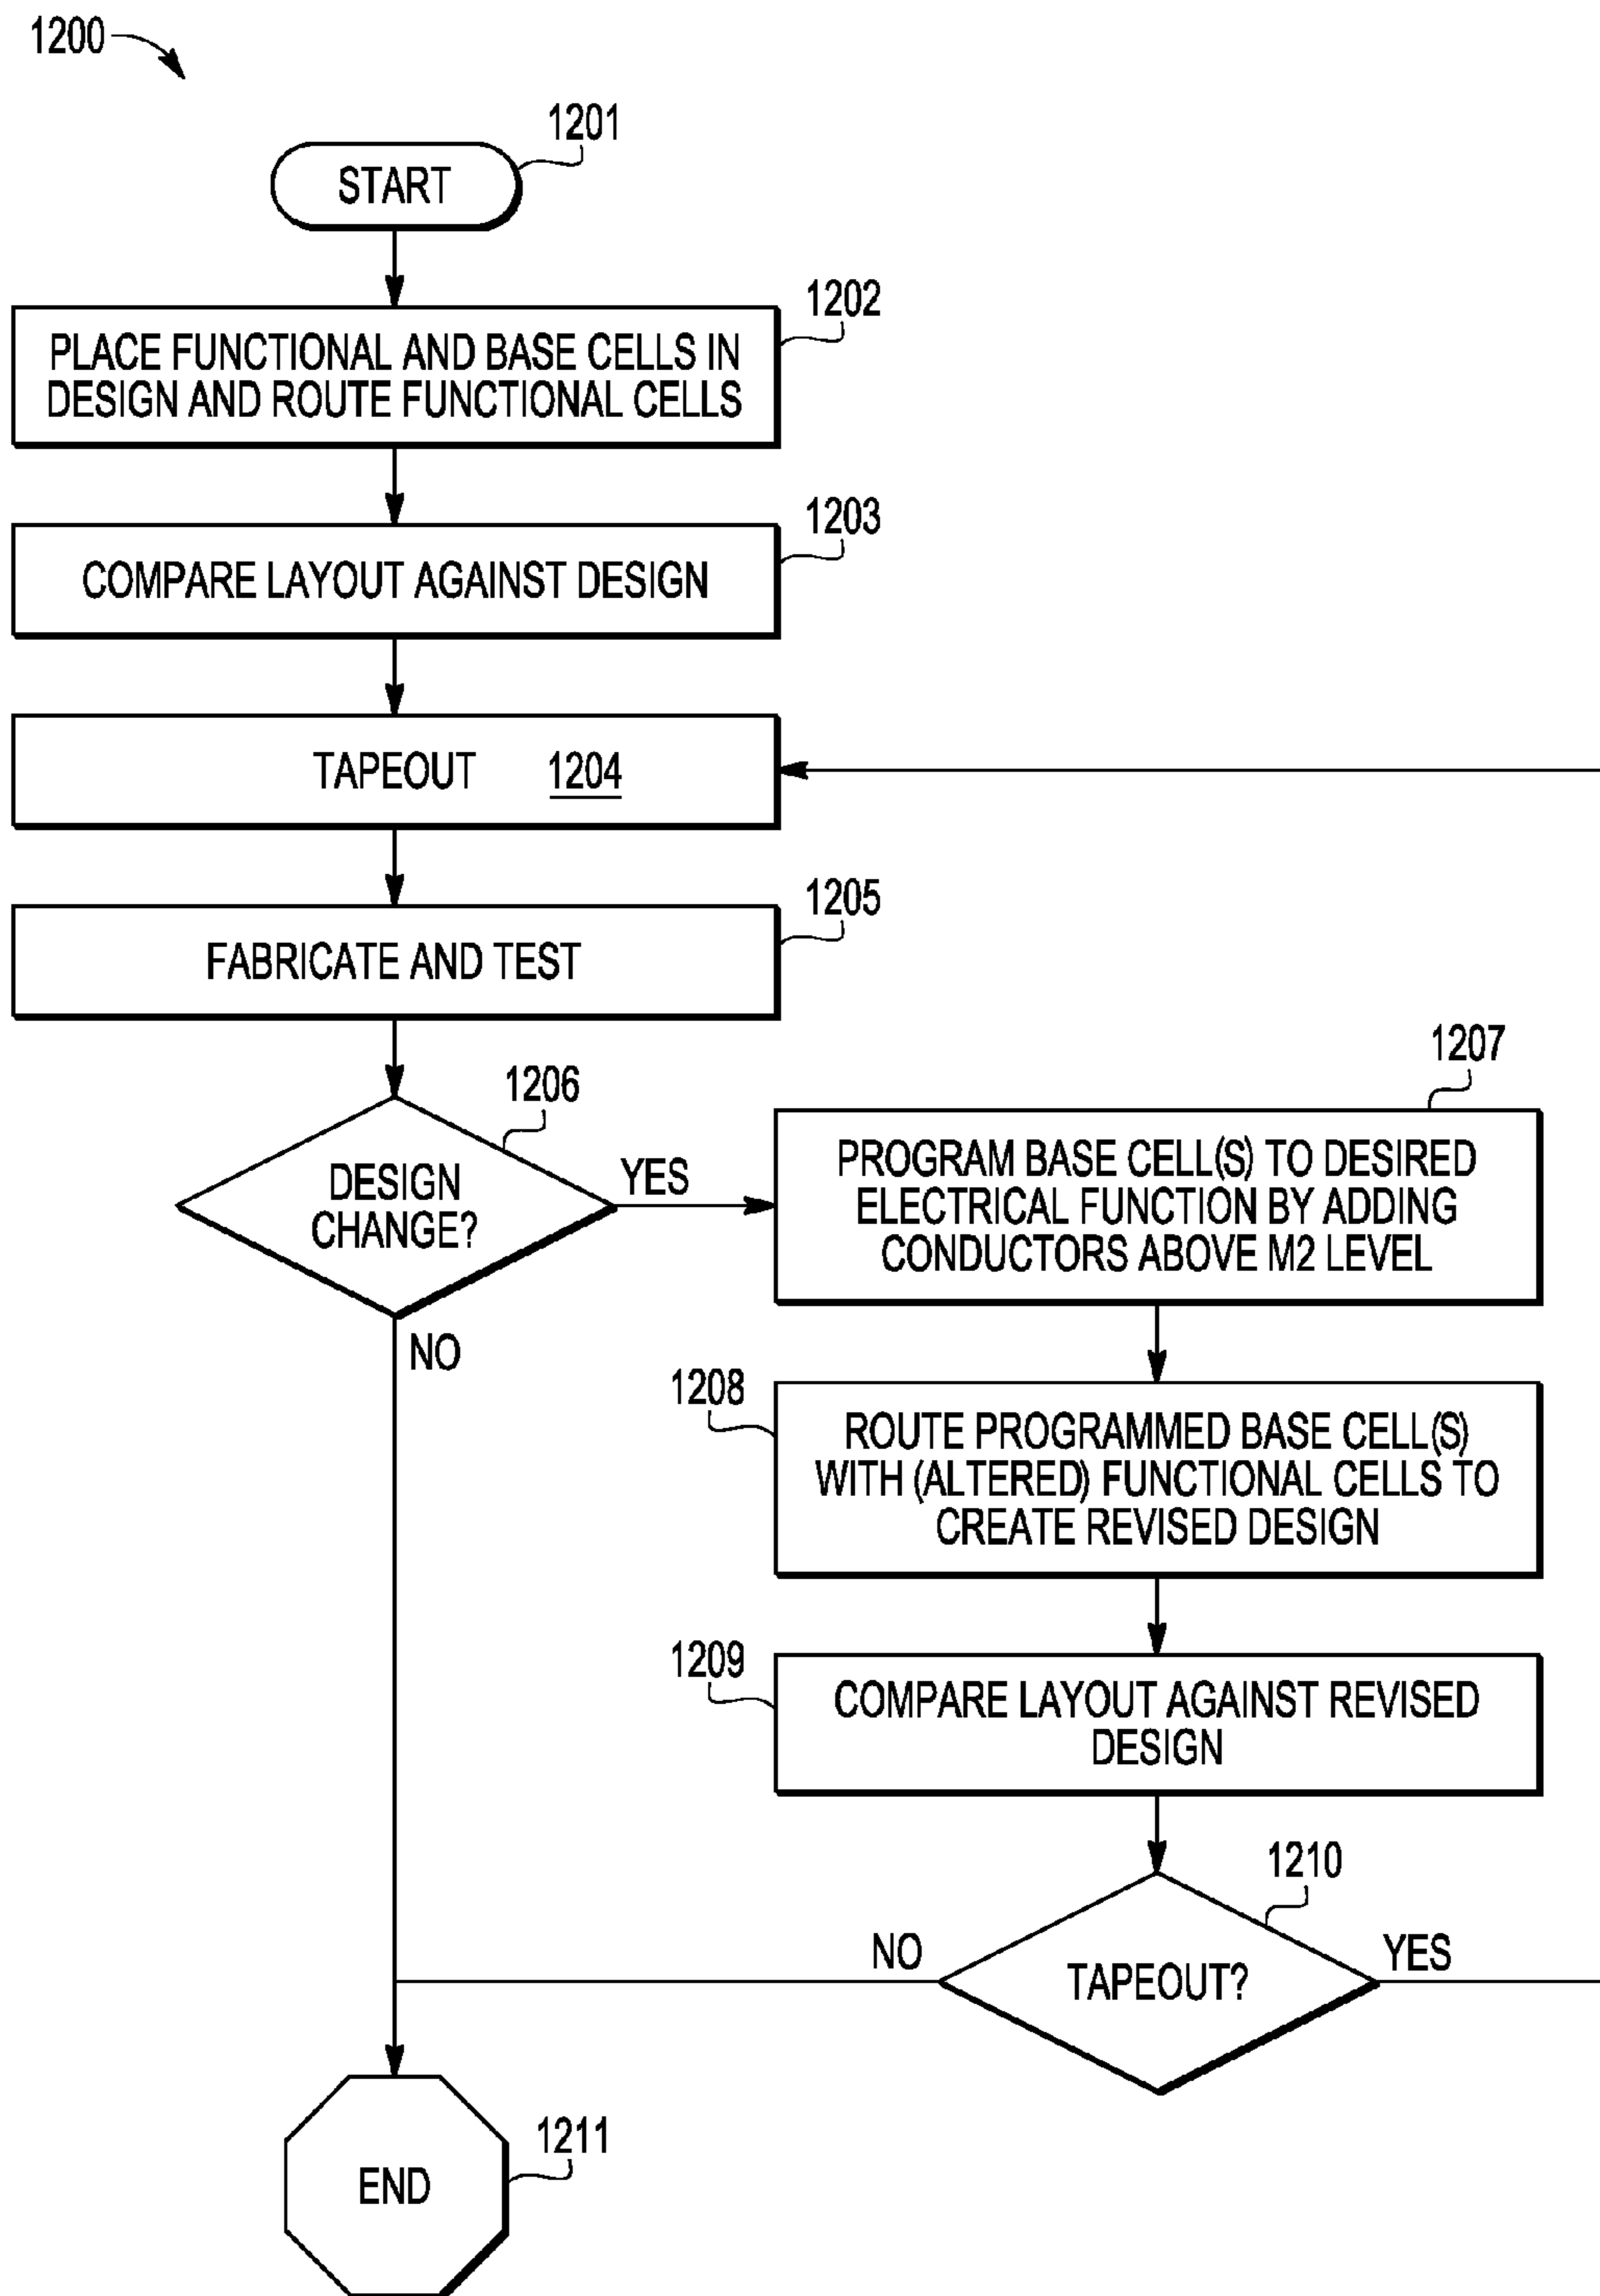 1200
1201
START
1202
PLACE FUNCTIONAL AND BASE CELLS IN
DESIGN AND ROUTE FUNCTIONAL CELLS
1203
COMPARE LAYOUT AGAINST DESIGN
TAPEOUT 1204
1205
FABRICATE AND TEST
1206
DESIGN
CHANGE?
YES
NO
1207
PROGRAM BASE CELL(S) TO DESIRED
ELECTRICAL FUNCTION BY ADDING
CONDUCTORS ABOVE M2 LEVEL
1208
ROUTE PROGRAMMED BASE CELL(S)
WITH (ALTERED) FUNCTIONAL CELLS TO
CREATE REVISED DESIGN
1209
COMPARE LAYOUT AGAINST REVISED
DESIGN
1210
NO
TAPEOUT?
YES
1211
END